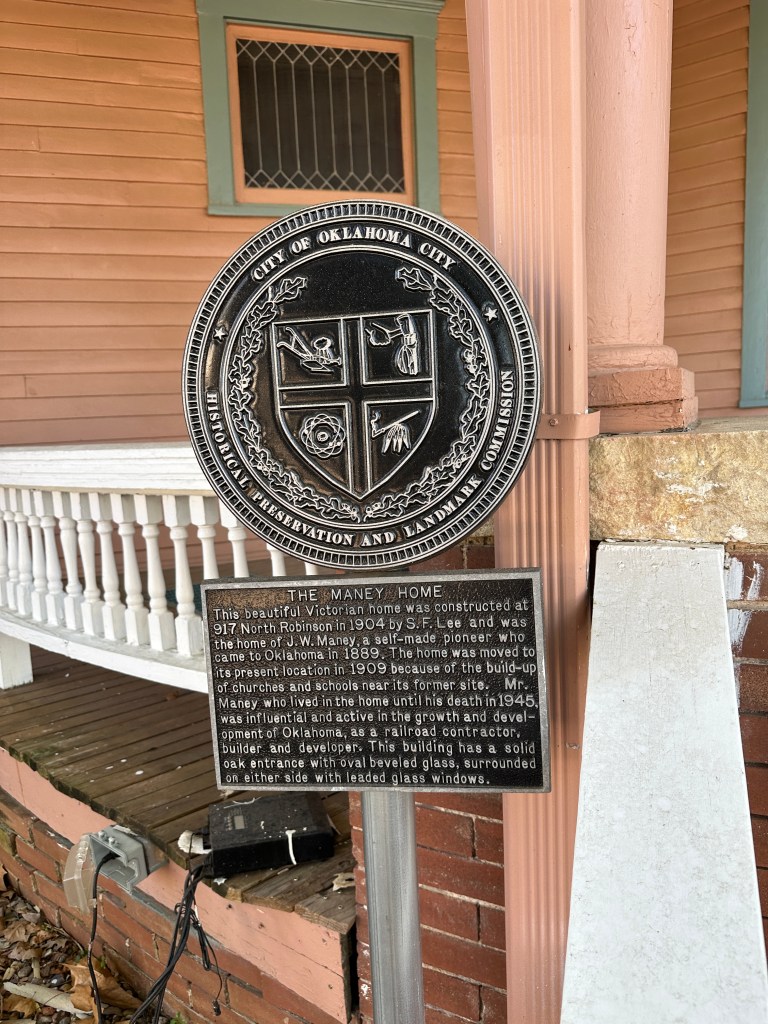 CITY OF OKLAHOMA CITY
HISTORICAL PRESERVATION AND LANDMARK COMMISSION
THE MANEY HOME
This beautiful Victorian home was constructed at
917 North Robinson in 1904 by S. F. Lee and was
the home of J. W. Maney, a self-made pioneer who
came to Oklahoma in 1889. The home was moved to
its present location in 1909 because of the build-up
of churches and schools near its former site. Mr.
Maney who lived in the home until his death in 1945,
was influential and active in the growth and devel-
opment of Oklahoma, as a railroad contractor,
builder and developer. This building has a solid
oak entrance with oval beveled glass, surrounded
on either side with leaded glass windows.